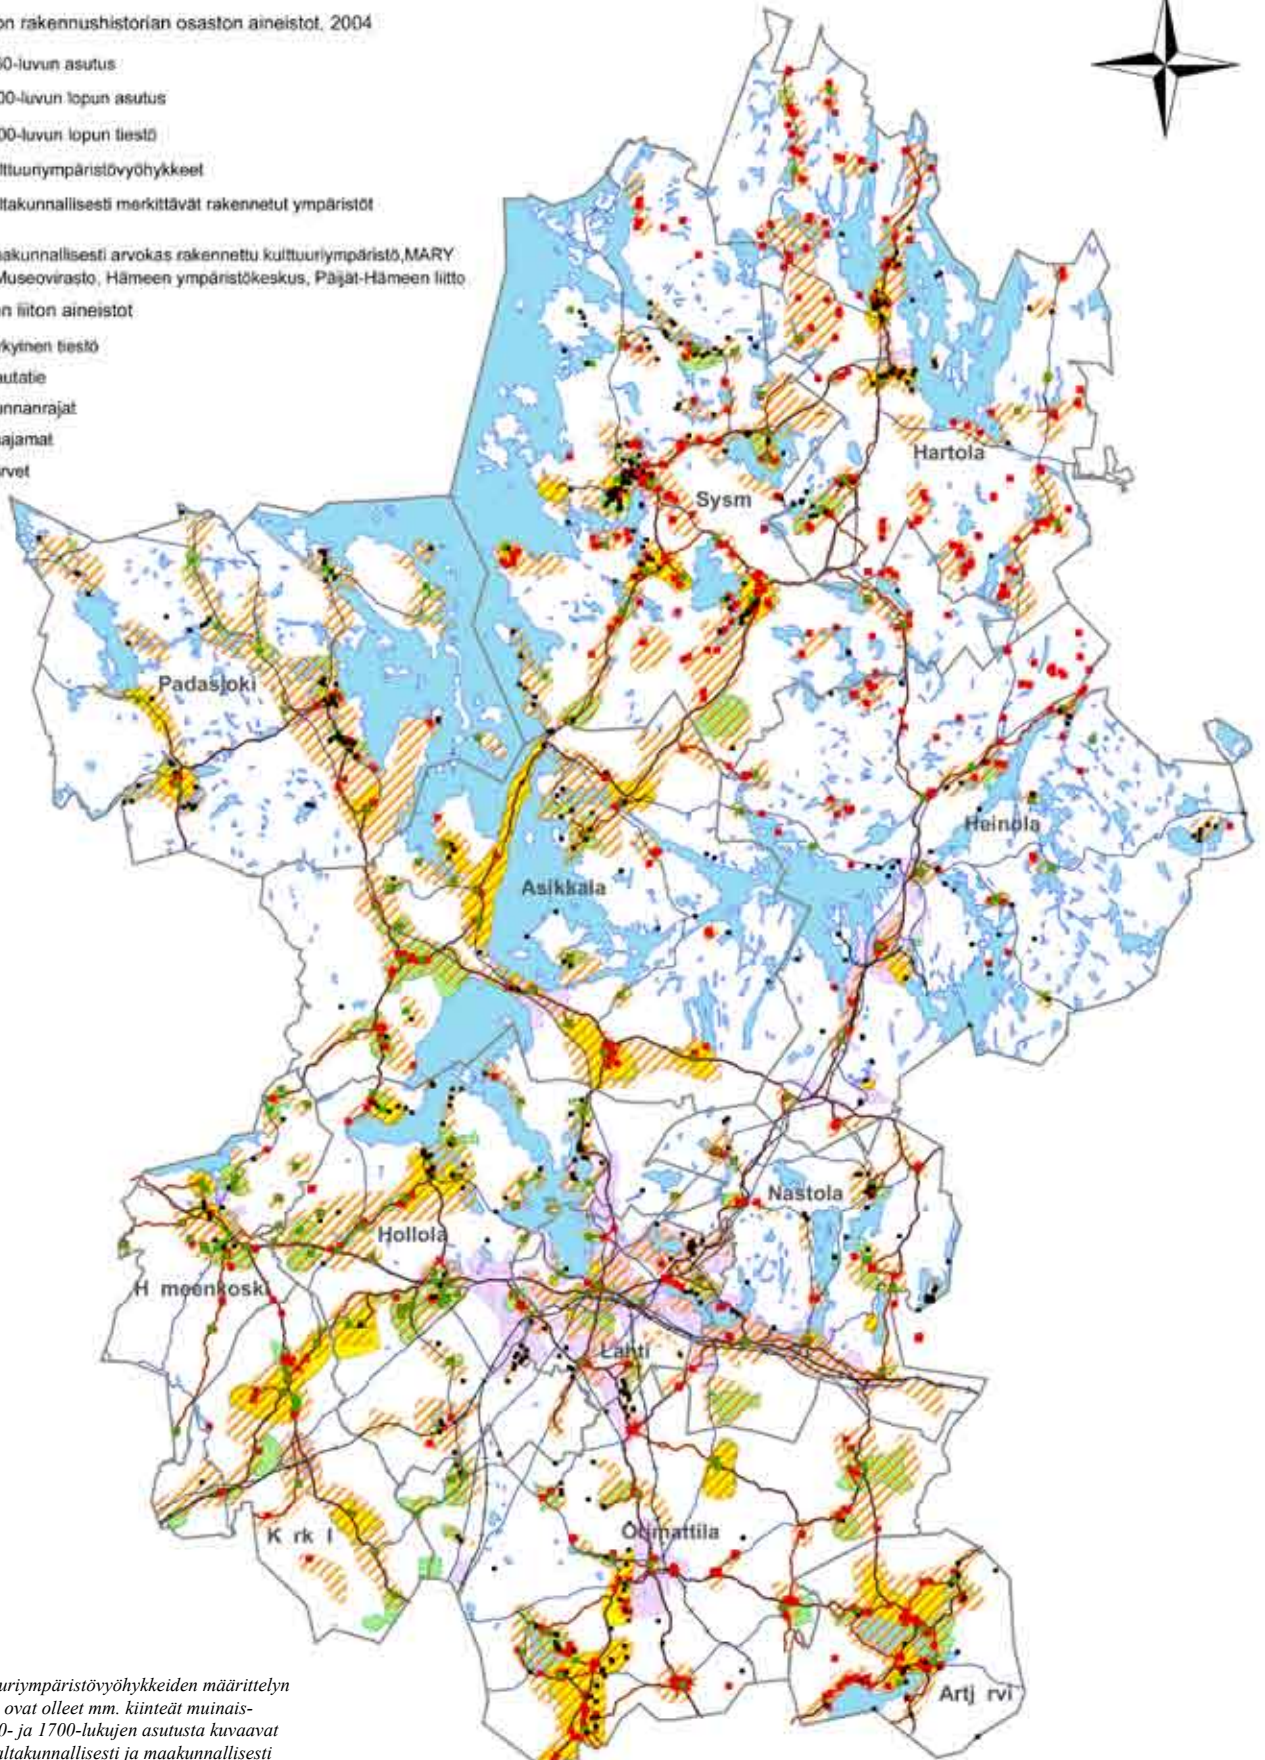 on rakennushistorian osaston aineistot, 2004
0-luvun asutus
00-luvun lopun asutus
00-luvun lopun tiestö
lttuuriympäristövyöhykkeet
ltakunnallisesti merkittävät rakennetut ympäristöt
aakunnallisesti arvokas rakennettu kulttuuriympäristö,MARY
Museovirasto, Hämeen ympäristökeskus, Päijät-Hämeen liitto
n liiton aineistot
rkyinen tiestö
autatie
unnanrajat
ajamat
rvet
Hartola
Sysm
Padasjoki
Heinola
Asikkala
Nastola
Hollola
H meenkoski
Lahti
K rk l
Orimattila
Artj rvi
uriympäristövyöhykkeiden määrittelyn
ovat olleet mm. kiinteät muinais-
0- ja 1700-lukujen asutusta kuvaavat
altakunnallisesti ja maakunnallisesti